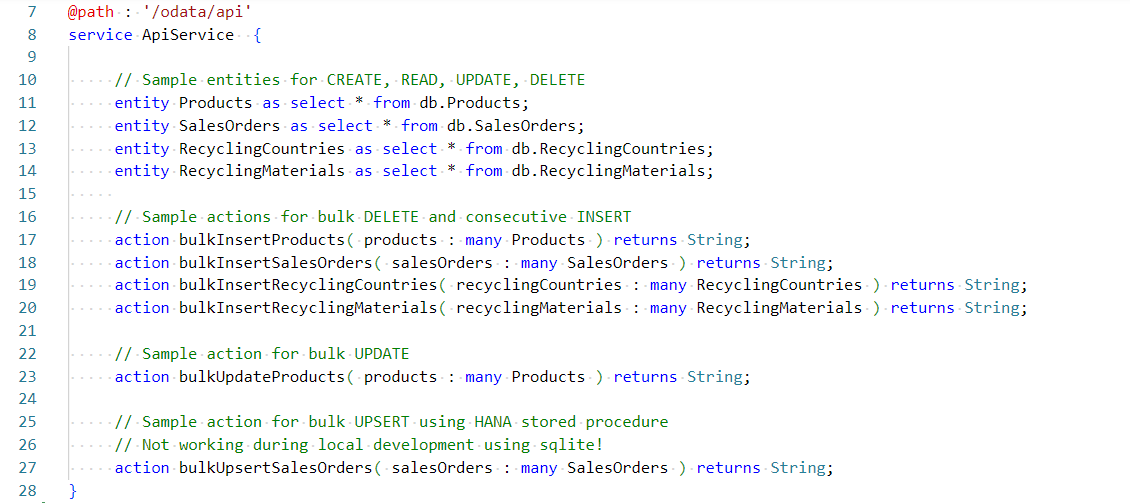 7 @path : '/odata/api'
8 service ApiService  {
9
10     // Sample entities for CREATE, READ, UPDATE, DELETE
11     entity Products as select * from db.Products;
12     entity SalesOrders as select * from db.SalesOrders;
13     entity RecyclingCountries as select * from db.RecyclingCountries;
14     entity RecyclingMaterials as select * from db.RecyclingMaterials;
15
16     // Sample actions for bulk DELETE and consecutive INSERT
17     action bulkInsertProducts( products : many Products ) returns String;
18     action bulkInsertSalesOrders( salesOrders : many SalesOrders ) returns String;
19     action bulkInsertRecyclingCountries( recyclingCountries : many RecyclingCountries ) returns String;
20     action bulkInsertRecyclingMaterials( recyclingMaterials : many RecyclingMaterials ) returns String;
21
22     // Sample action for bulk UPDATE
23     action bulkUpdateProducts( products : many Products ) returns String;
24
25     // Sample action for bulk UPSERT using HANA stored procedure
26     // Not working during local development using sqlite!
27     action bulkUpsertSalesOrders( salesOrders : many SalesOrders ) returns String;
28 }